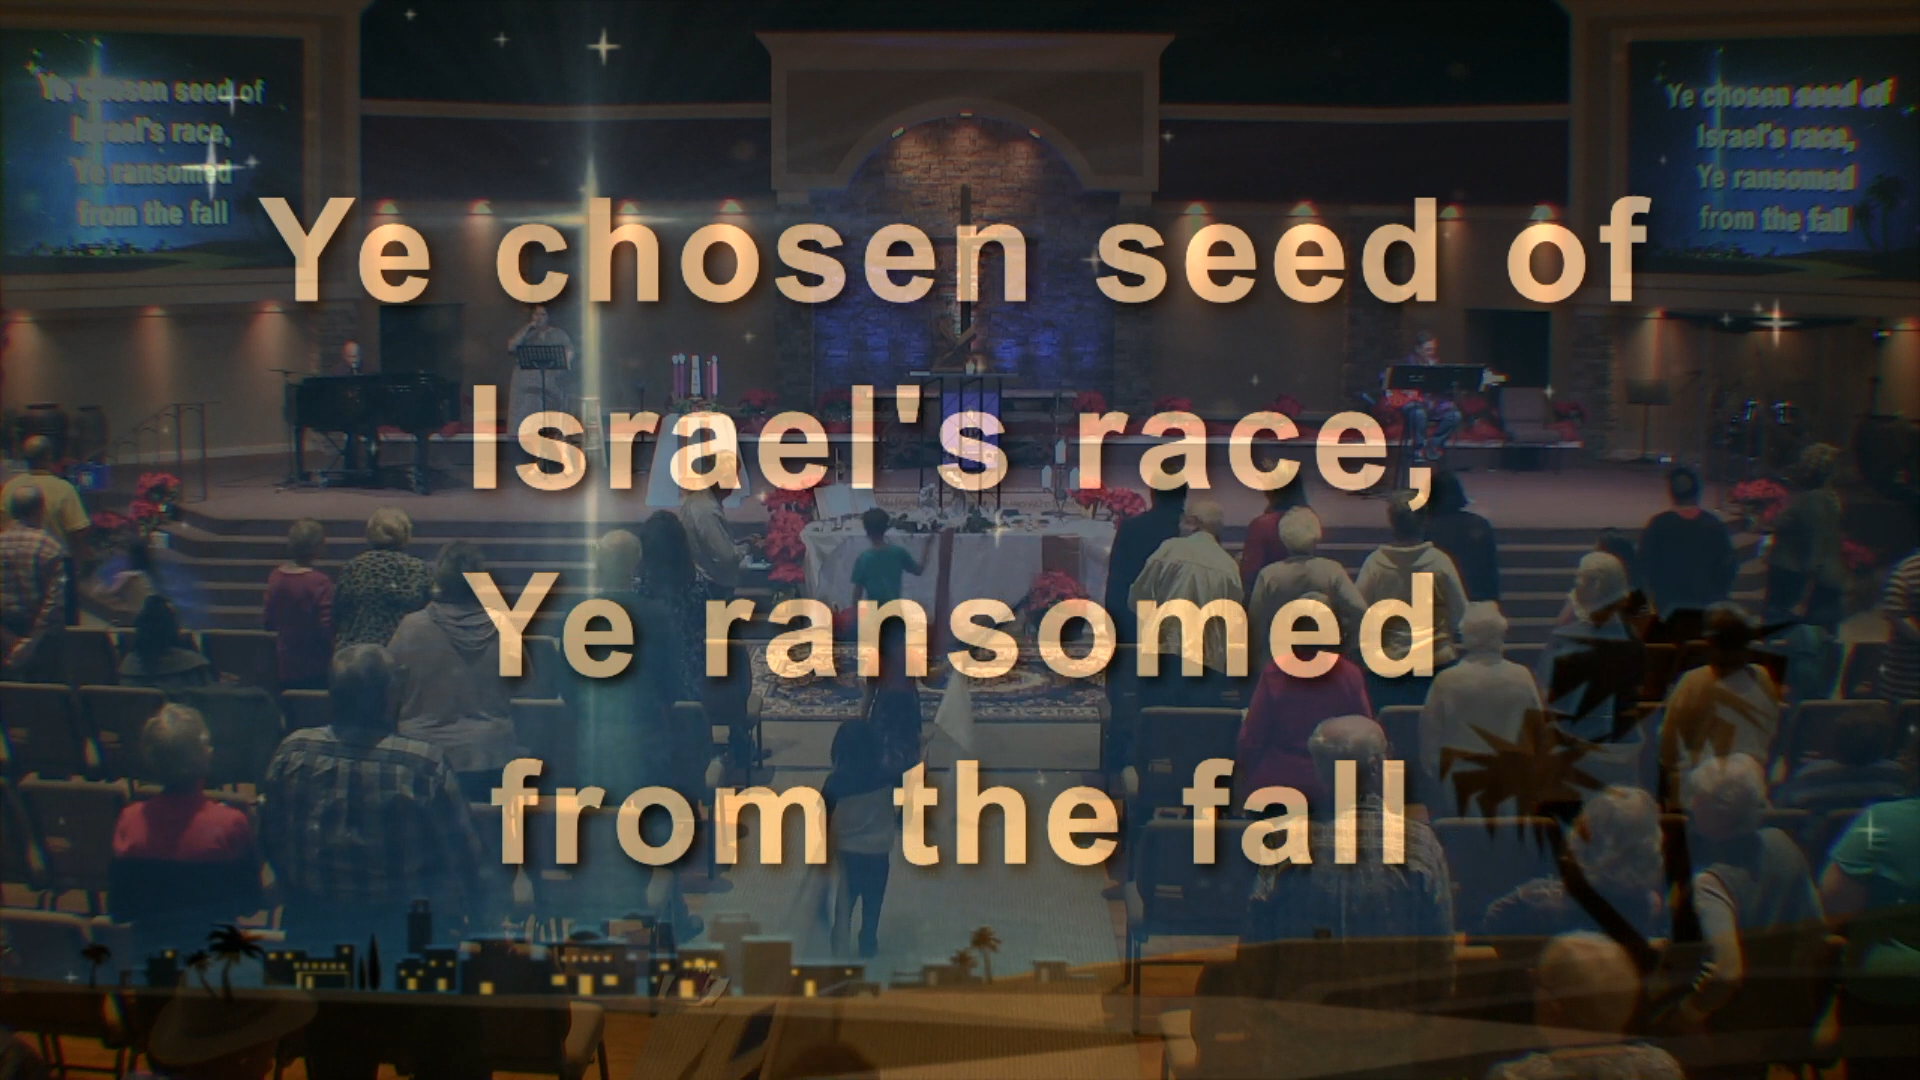 Ye chosen seed of
Israel's race,
Ye ransomed
from the fall
Ye chosen seed of
Israel's race,
Ye ransomed
from the fall
Ye chosen seed of
Israel's race,
Ye ransomed
from the fall